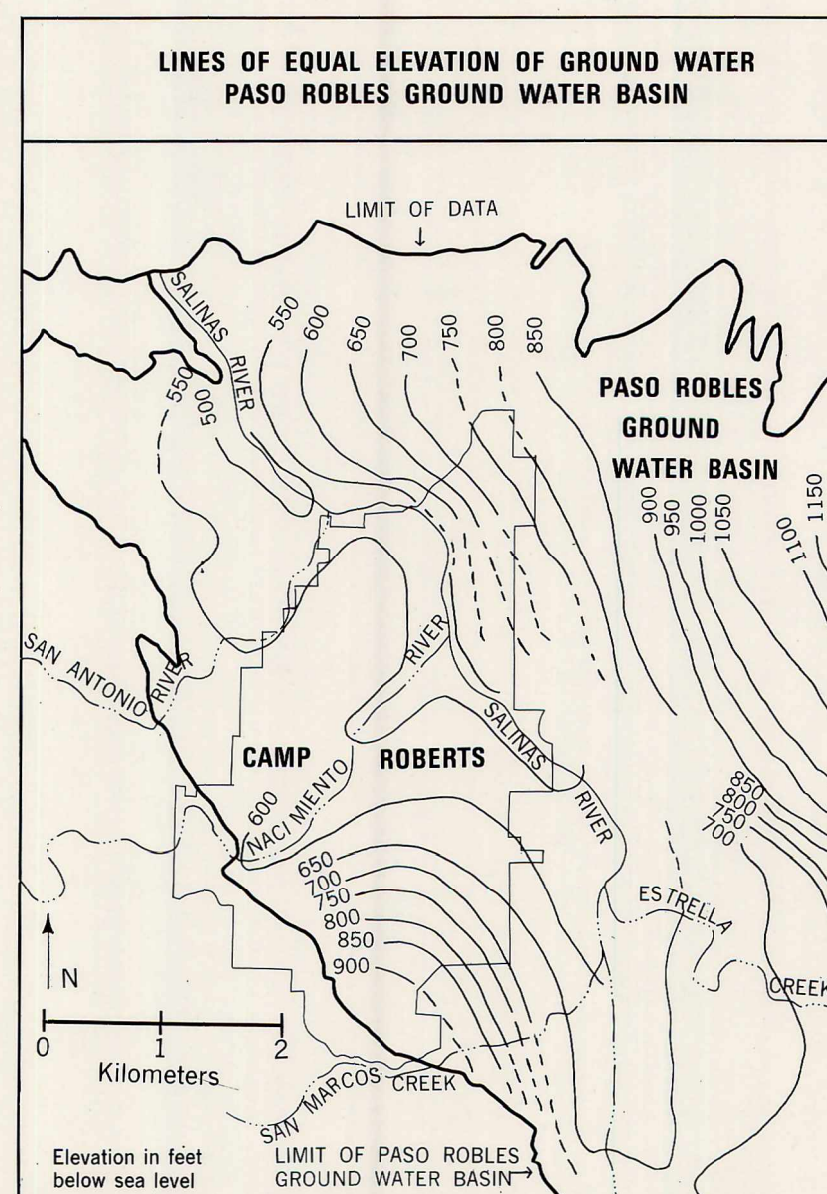 LINES OF EQUAL ELEVATION OF GROUND WATER
PASO ROBLES GROUND WATER BASIN
LIMIT OF DATA
SALINAS RIVER
550
600
650
700
750
800
850
550
500
PASO ROBLES
GROUND
WATER BASIN
900
950
1000
1050
1100
1150
SAN ANTONIO RIVER
RIVER
SALINAS
RIVER
CAMP ROBERTS
600
NACIMIENTO
850
800
750
700
650
700
750
800
850
900
ESTRELLA
CREEK
N
0 1 2
Kilometers
SAN MARCOS CREEK
Elevation in feet
below sea level
LIMIT OF PASO ROBLES
GROUND WATER BASIN